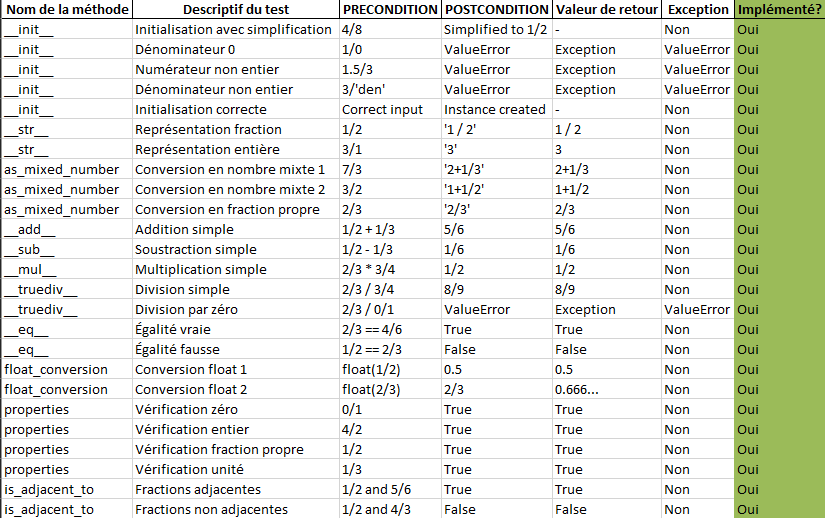 Nom de la méthode Descriptif du test PRECONDITION POSTCONDITION Valeur de retour Exception Implémenté?
__init__ Initialisation avec simplification 4/8 Simplified to 1/2 - Non Oui
__init__ Dénominateur 0 1/0 ValueError Exception ValueError Oui
__init__ Numérateur non entier 1.5/3 ValueError Exception ValueError Oui
__init__ Dénominateur non entier 3/'den' ValueError Exception ValueError Oui
__init__ Initialisation correcte Correct input Instance created - Non Oui
__str__ Représentation fraction 1/2 '1 / 2' 1 / 2 Non Oui
__str__ Représentation entière 3/1 '3' 3 Non Oui
as_mixed_number Conversion en nombre mixte 1 7/3 '2+1/3' 2+1/3 Non Oui
as_mixed_number Conversion en nombre mixte 2 3/2 '1+1/2' 1+1/2 Non Oui
as_mixed_number Conversion en fraction propre 2/3 '2/3' 2/3 Non Oui
__add__ Addition simple 1/2 + 1/3 5/6 5/6 Non Oui
__sub__ Soustraction simple 1/2 - 1/3 1/6 1/6 Non Oui
__mul__ Multiplication simple 2/3 * 3/4 1/2 1/2 Non Oui
__truediv__ Division simple 2/3 / 3/4 8/9 8/9 Non Oui
__truediv__ Division par zéro 2/3 / 0/1 ValueError Exception ValueError Oui
__eq__ Égalité vraie 2/3 == 4/6 True True Non Oui
__eq__ Égalité fausse 1/2 == 2/3 False False Non Oui
float_conversion Conversion float 1 float(1/2) 0.5 0.5 Non Oui
float_conversion Conversion float 2 float(2/3) 2/3 0.666... Non Oui
properties Vérification zéro 0/1 True True Non Oui
properties Vérification entier 4/2 True True Non Oui
properties Vérification fraction propre 1/2 True True Non Oui
properties Vérification unité 1/3 True True Non Oui
is_adjacent_to Fractions adjacentes 1/2 and 5/6 True True Non Oui
is_adjacent_to Fractions non adjacentes 1/2 and 4/3 False False Non Oui